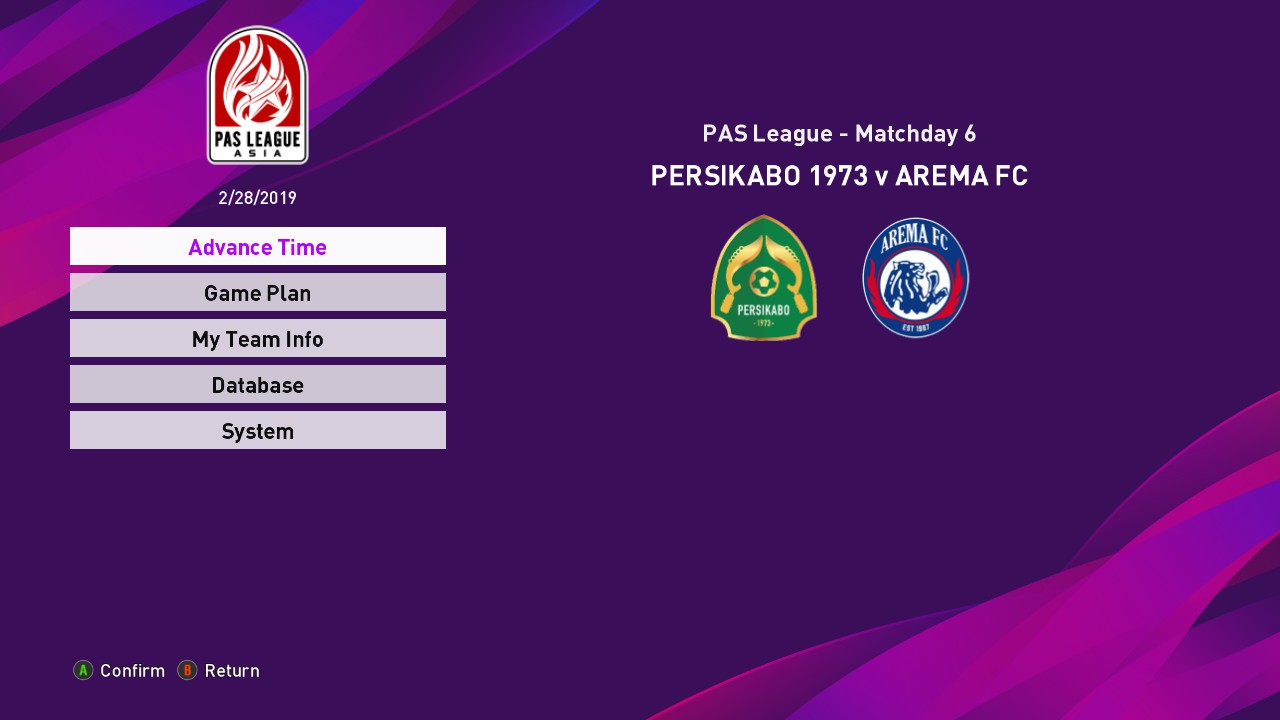 PAS LEAGUE
ASIA
2/28/2019
Advance Time
Game Plan
My Team Info
Database
System
PAS League - Matchday 6
PERSIKABO 1973 v AREMA FC
PERSIKABO
·1973·
AREMA FC
EST 1987
A Confirm B Return